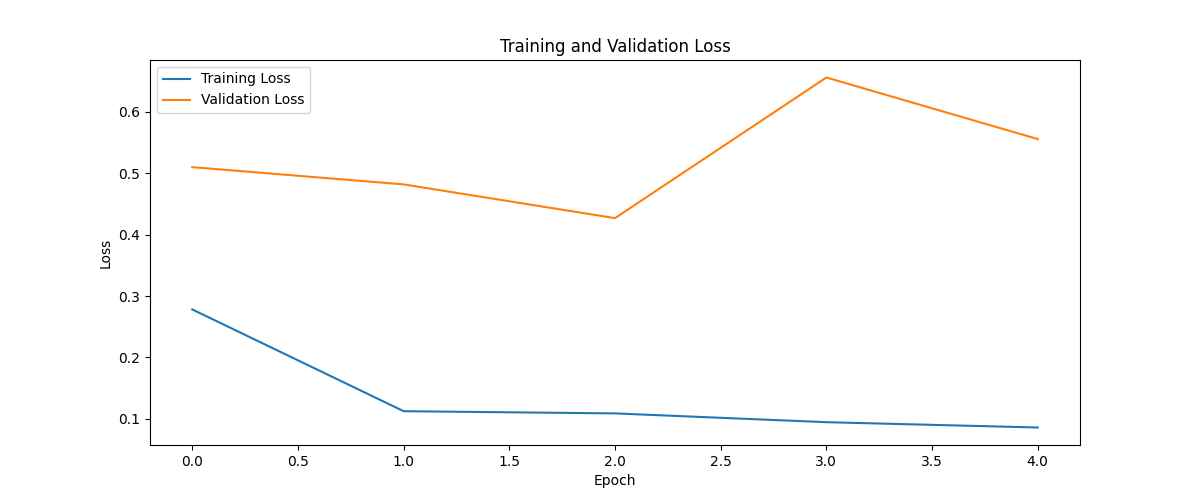 Training and Validation Loss
Training Loss
Validation Loss
0.6
0.5
0.4
0.3
0.2
0.1
Loss
0.0 0.5 1.0 1.5 2.0 2.5 3.0 3.5 4.0
Epoch